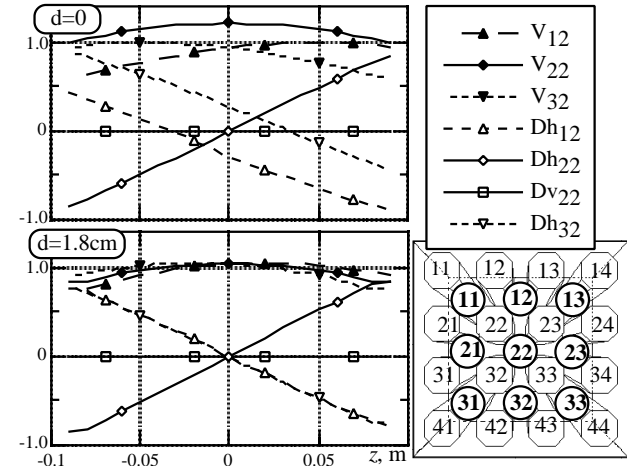 d=0
1.0
0
-1.0
d=1.8cm
1.0
0
-1.0
-0.1 -0.05 0 0.05 z, m
V12
V22
V32
Dh12
Dh22
Dv22
Dh32
11 12 13 14
11 12 13
21 22 23 24
21 22 23
31 32 33 34
31 32 33
41 42 43 44